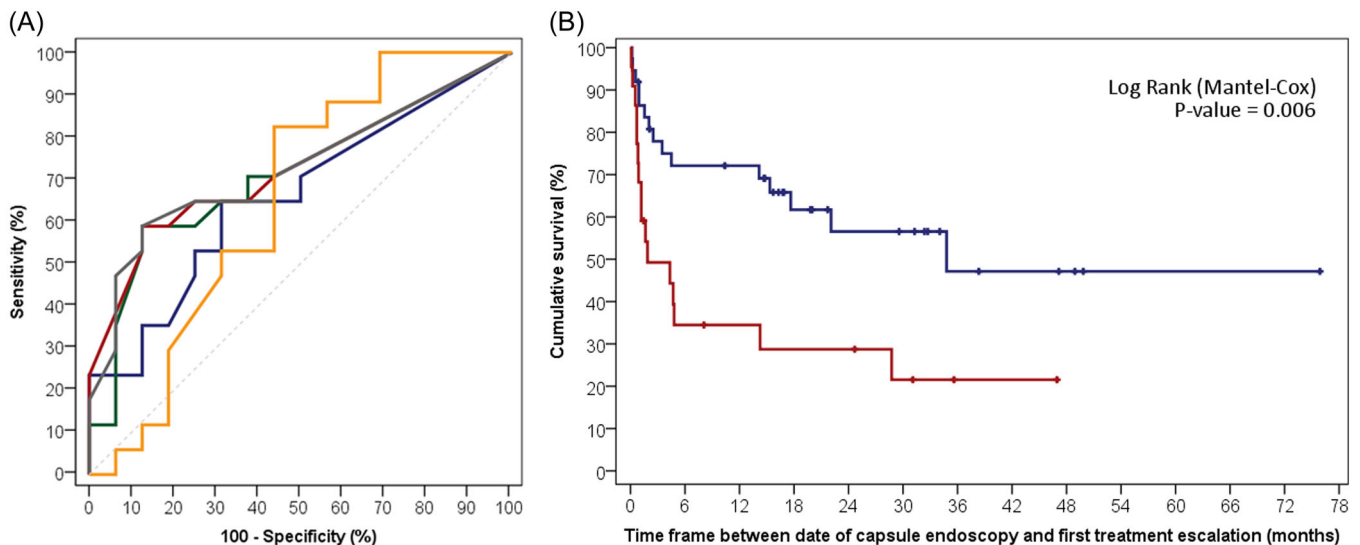 (A)
Sensitivity (%)
100
90
80
70
60
50
40
30
20
10
0
0 10 20 30 40 50 60 70 80 90 100
100 - Specificity (%)
(B)
Cumulative survival (%)
100
90
80
70
60
50
40
30
20
10
0
Log Rank (Mantel-Cox)
P-value = 0.006
0 6 12 18 24 30 36 42 48 54 60 66 72 78
Time frame between date of capsule endoscopy and first treatment escalation (months)